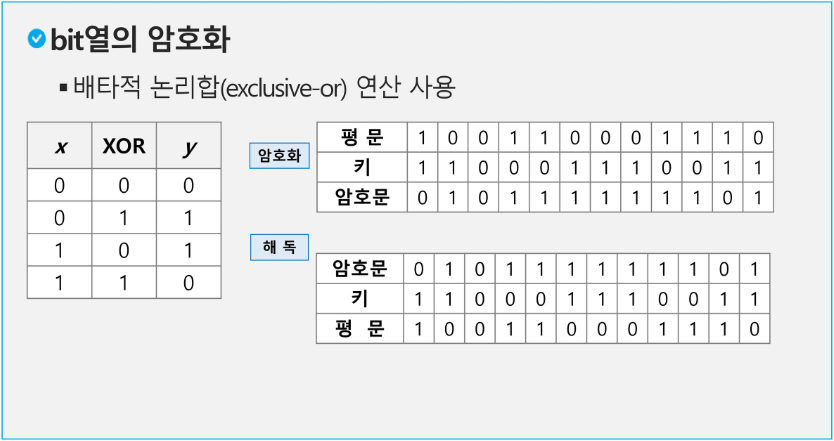 bit열의 암호화
▪ 배타적 논리합(exclusive-or) 연산 사용
x XOR y
0 0 0
0 1 1
1 0 1
1 1 0
암호화
평 문 1 0 0 1 1 0 0 0 1 1 1 0
키 1 1 0 0 0 1 1 1 0 0 1 1
암호문 0 1 0 1 1 1 1 1 1 1 0 1
해 독
암호문 0 1 0 1 1 1 1 1 1 1 0 1
키 1 1 0 0 0 1 1 1 0 0 1 1
평 문 1 0 0 1 1 0 0 0 1 1 1 0